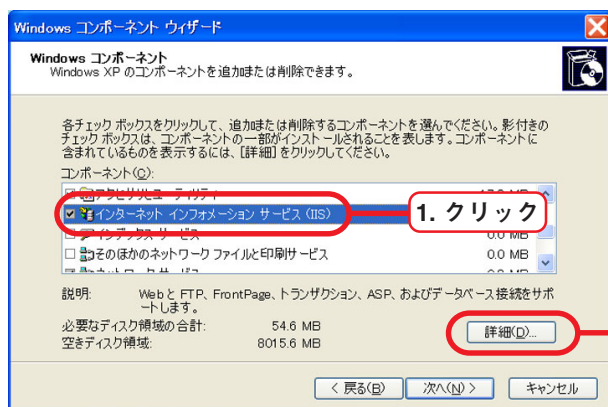 Windows コンポーネント ウィザード
Windows コンポーネント
Windows XP のコンポーネントを追加または削除できます。
各チェック ボックスをクリックして、追加または削除するコンポーネントを選んでください。影付きの
チェック ボックスは、コンポーネントの一部がインストールされることを表します。コンポーネントに
含まれているものを表示するには、[詳細] をクリックしてください。
コンポーネント(C):
インターネット インフォメーション サービス (IIS)
1. クリック
インデックス サービス
0.0 MB
そのほかのネットワーク ファイルと印刷サービス
0.0 MB
説明: Web と FTP、FrontPage、トランザクション、ASP、およびデータベース接続をサポ
ートします。
必要なディスク領域の合計: 54.6 MB
空きディスク領域: 8015.6 MB
詳細(D)...
< 戻る(B)
次へ(N) >
キャンセル